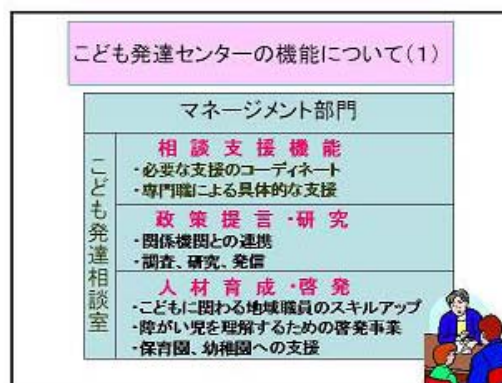 こども発達センターの機能について(1)
マネージメント部門
こども発達相談室
相談支援機能
・必要な支援のコーディネート
・専門職による具体的な支援
政策提言・研究
・関係機関との連携
・調査、研究、発信
人材育成・啓発
・こどもに関わる地域職員のスキルアップ
・障がい児を理解するための啓発事業
・保育園、幼稚園への支援